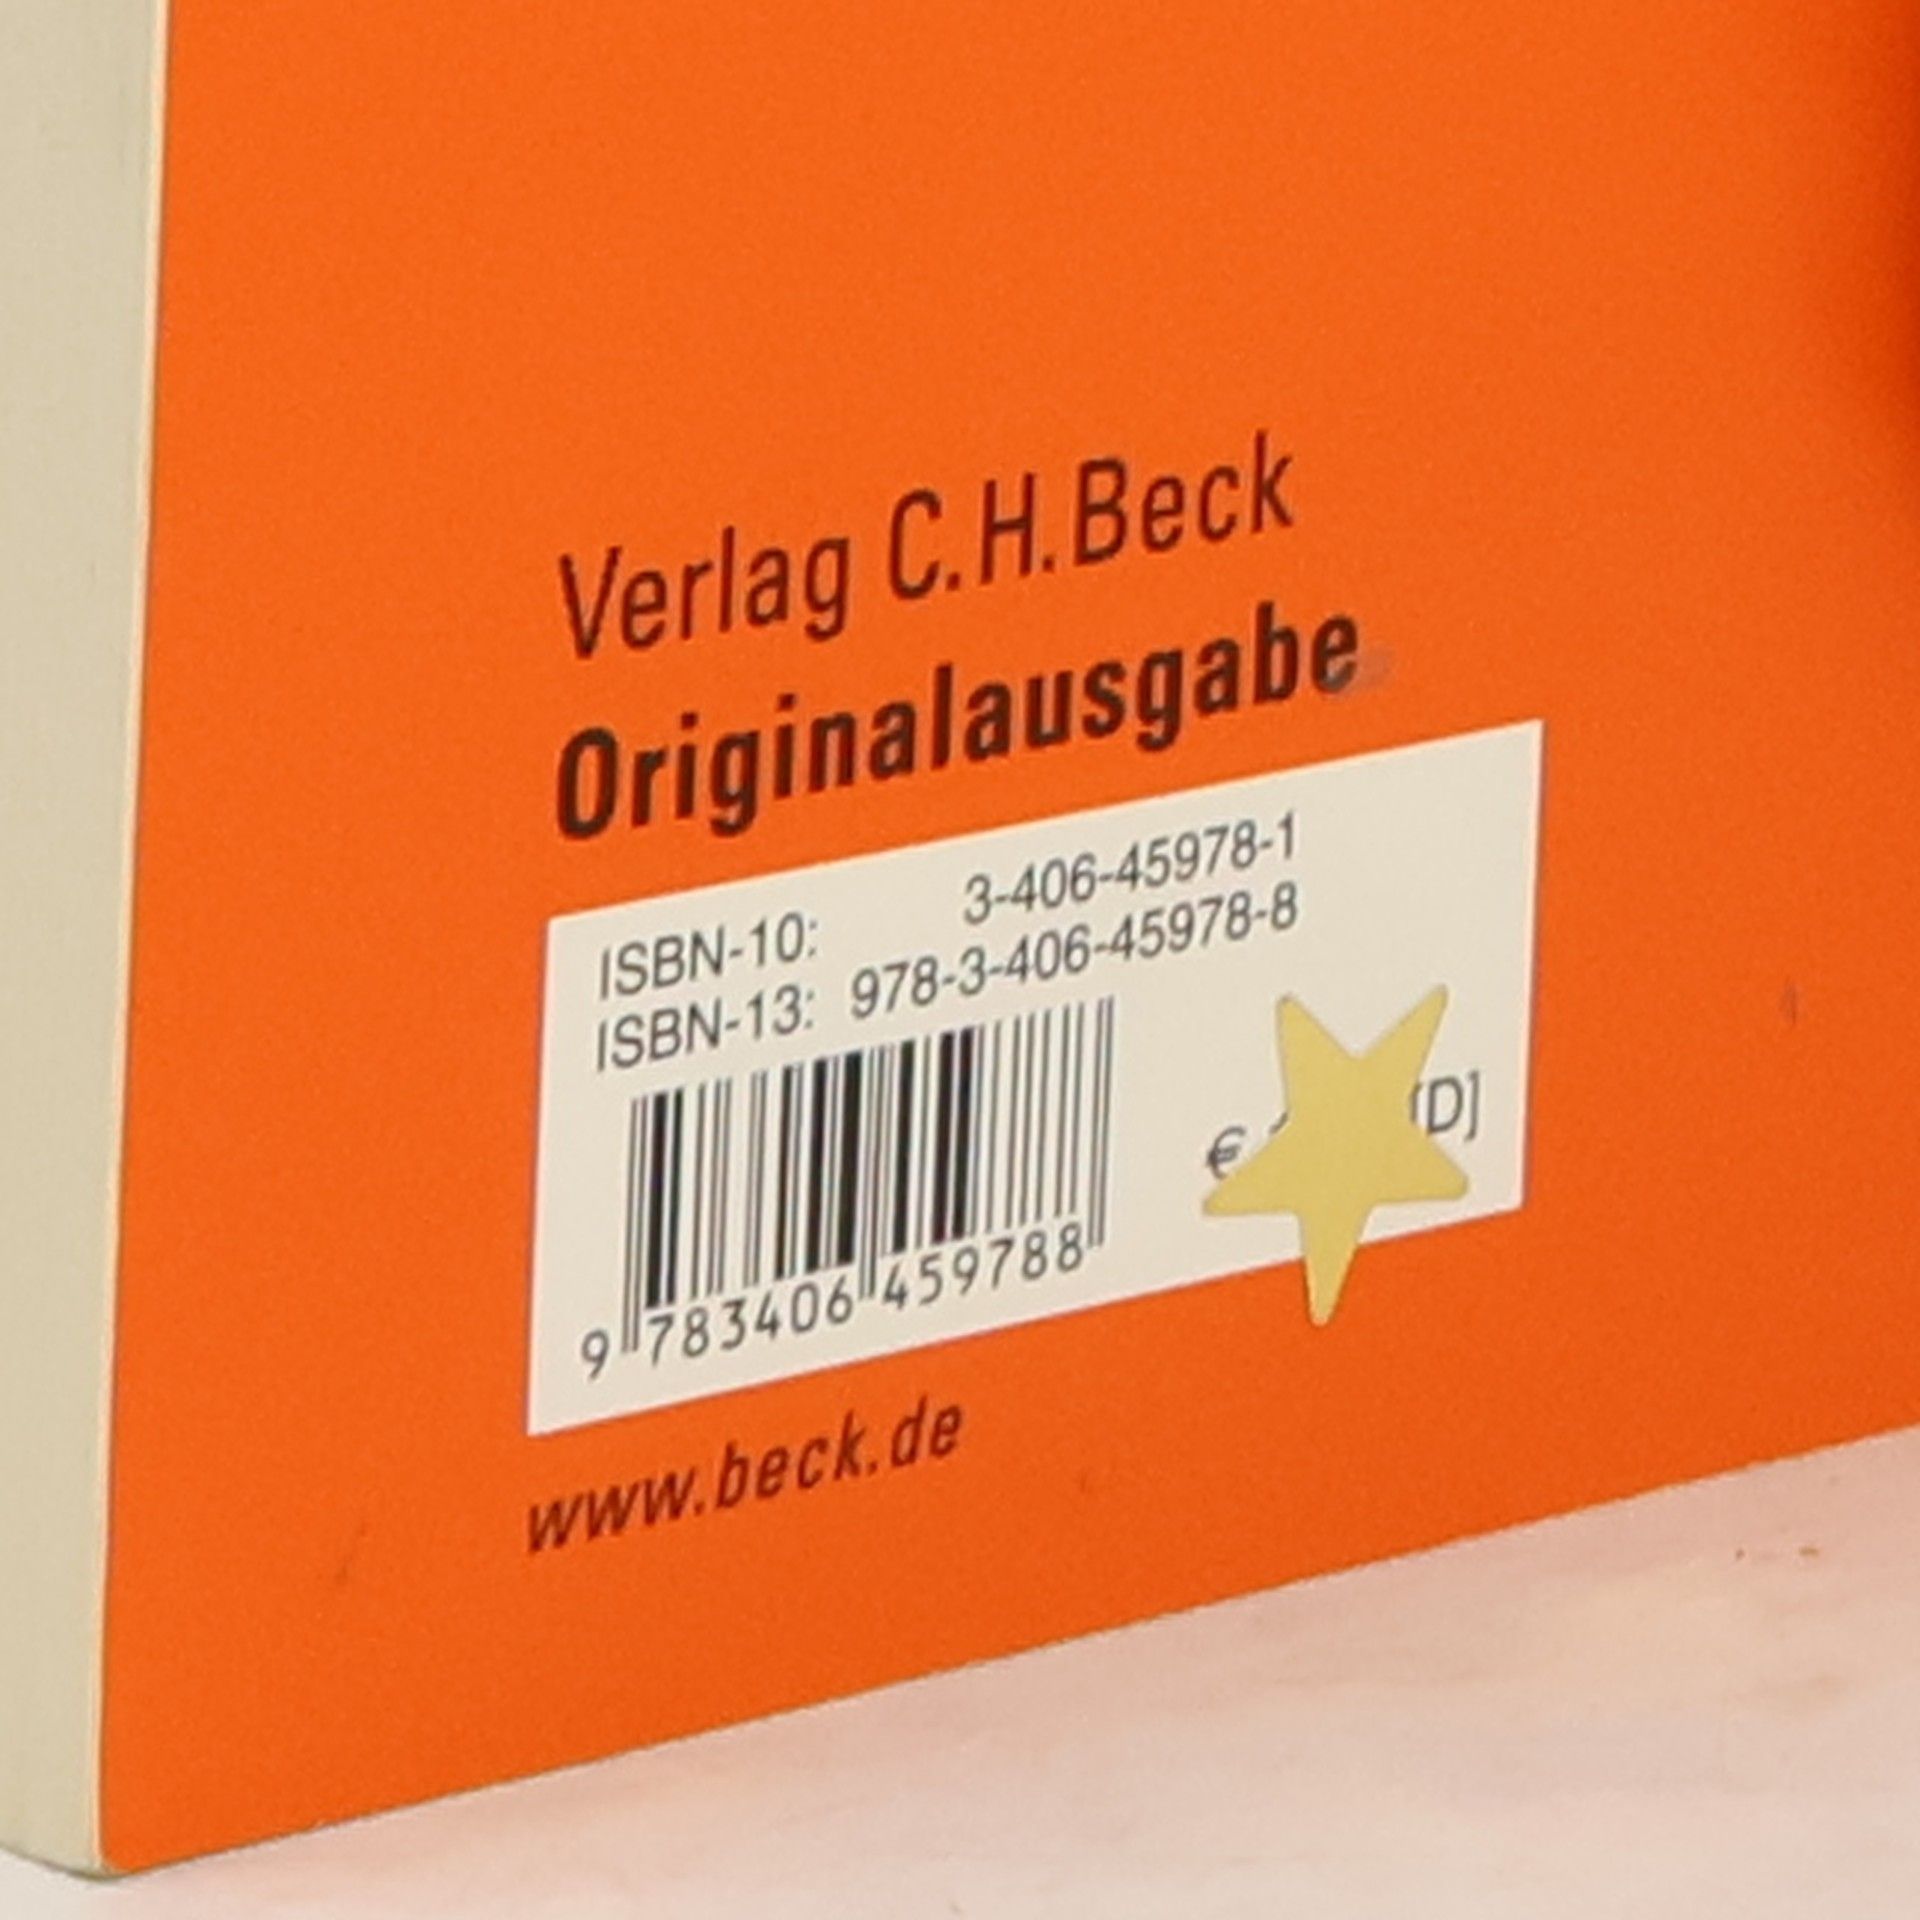 Verlag C.H.Beck
Originalausgabe
ISBN-10: 3-406-45978-1
ISBN-13: 978-3-406-45978-8
€ [D]
9 783406 459788
www.beck.de